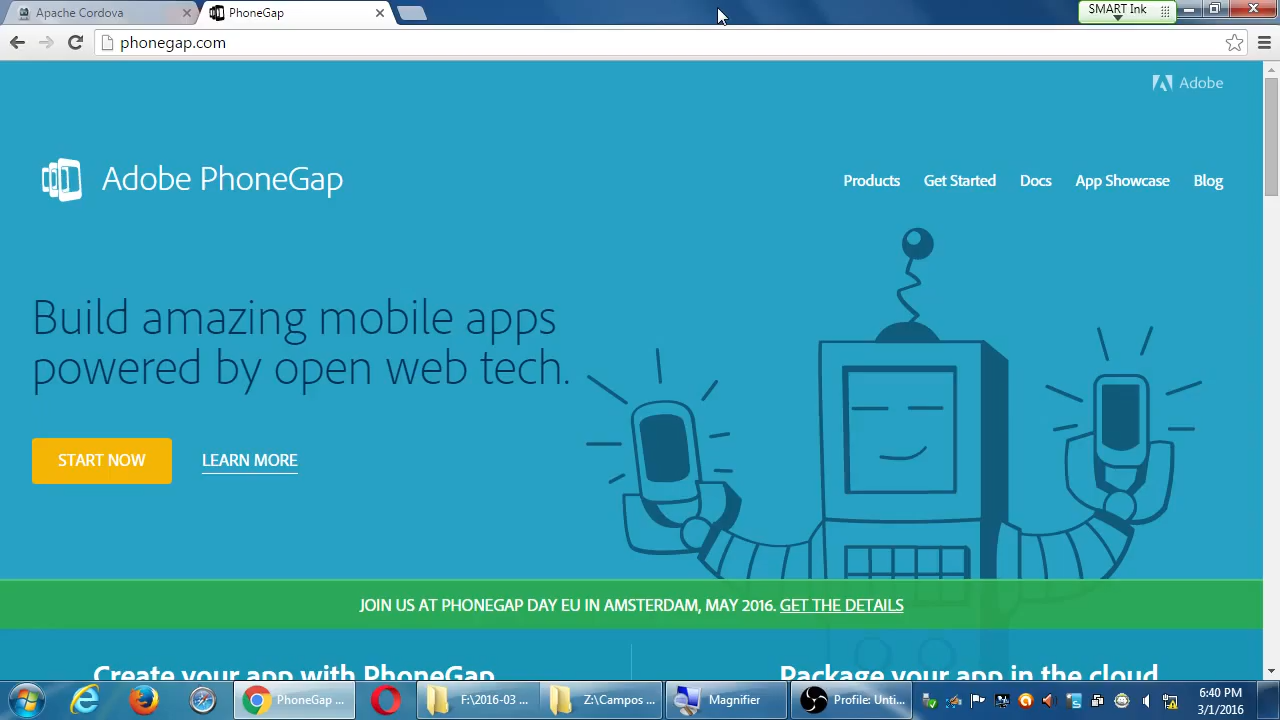 Apache Cordova
PhoneGap
SMART Ink
phonegap.com
Adobe
Adobe PhoneGap
Products
Get Started
Docs
App Showcase
Blog
Build amazing mobile apps
powered by open web tech.
START NOW
LEARN MORE
JOIN US AT PHONEGAP DAY EU IN AMSTERDAM, MAY 2016. GET THE DETAILS
Create your app with PhoneGap
Package your app in the cloud
PhoneGap ...
F:\2016-03 ...
Z:\Campos ...
Magnifier
Profile: Unti...
6:40 PM
3/1/2016